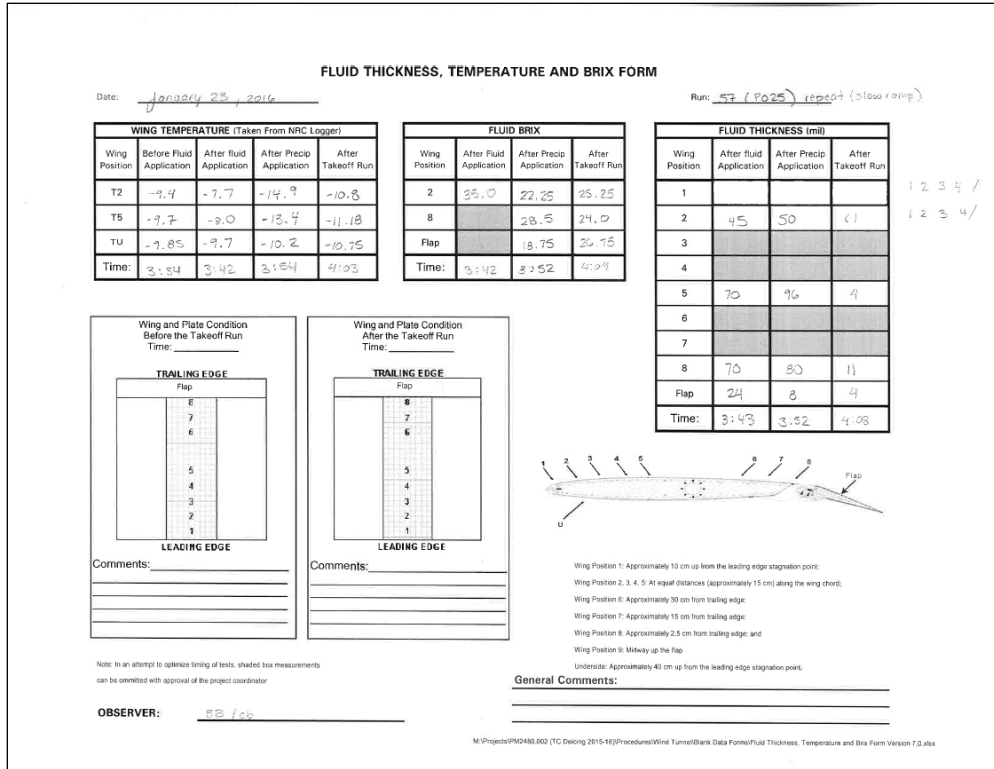 FLUID THICKNESS, TEMPERATURE AND BRIX FORM
Date: January 23, 2016
Run: 57 (P025) repeat (slow ramp)
WING TEMPERATURE (Taken From NRC Logger)
Wing Position Before Fluid Application After fluid Application After Precip Application After Takeoff Run
T2 -9.4 -7.7 -14.9 -10.8
T5 -9.7 -8.0 -13.4 -11.18
TU -9.85 -9.7 -10.2 -10.75
Time: 3:34 3:42 3:54 4:03
FLUID BRIX
Wing Position After Fluid Application After Precip Application After Takeoff Run
2 35.0 22.25 25.25
8 28.5 24.0
Flap 18.75 26.75
Time: 3:42 3:52 4:04
FLUID THICKNESS (mil)
Wing Position After fluid Application After Precip Application After Takeoff Run
1
2 45 50 <1
3
4
5 70 96 4
6
7
8 70 80 11
Flap 24 8 4
Time: 3:43 3:52 4:03
1 2 3 4 /
1 2 3 4 /
Wing and Plate Condition
Before the Takeoff Run
Time:
TRAILING EDGE
Flap
8
7
6
5
4
3
2
1
LEADING EDGE
Comments:
Wing and Plate Condition
After the Takeoff Run
Time:
TRAILING EDGE
Flap
8
7
6
5
4
3
2
1
LEADING EDGE
Comments:
1 2 3 4 5 6 7 8
Flap
U
Wing Position 1: Approximately 10 cm up from the leading edge stagnation point;
Wing Position 2, 3, 4, 5: At equal distances (approximately 15 cm) along the wing chord;
Wing Position 6: Approximately 30 cm from trailing edge;
Wing Position 7: Approximately 15 cm from trailing edge;
Wing Position 8: Approximately 2.5 cm from trailing edge; and
Wing Position 9: Midway up the flap
Underside: Approximately 40 cm up from the leading edge stagnation point.
Note: In an attempt to optimize timing of tests, shaded box measurements
can be ommitted with approval of the project coordinator
General Comments:
OBSERVER: BB/cb
M:\Projects\PM2480.002 (TC Deicing 2015-16)\Procedures\Wind Tunnel\Blank Data Forms\Fluid Thickness, Temperature and Brix Form Version 7.0.xlsx